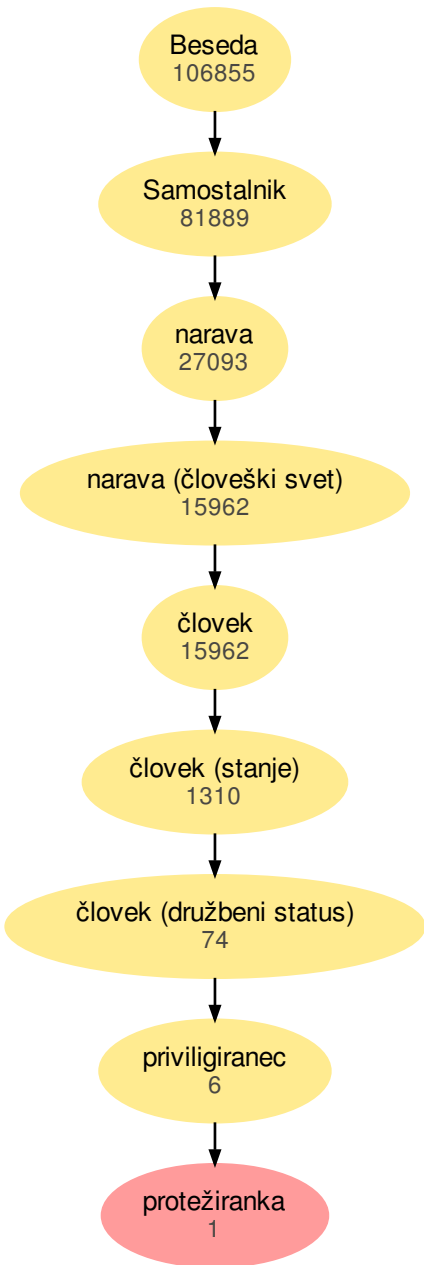 Beseda
106855
Samostalnik
81889
narava
27093
narava (človeški svet)
15962
človek
15962
človek (stanje)
1310
človek (družbeni status)
74
priviligiranec
6
protežiranka
1